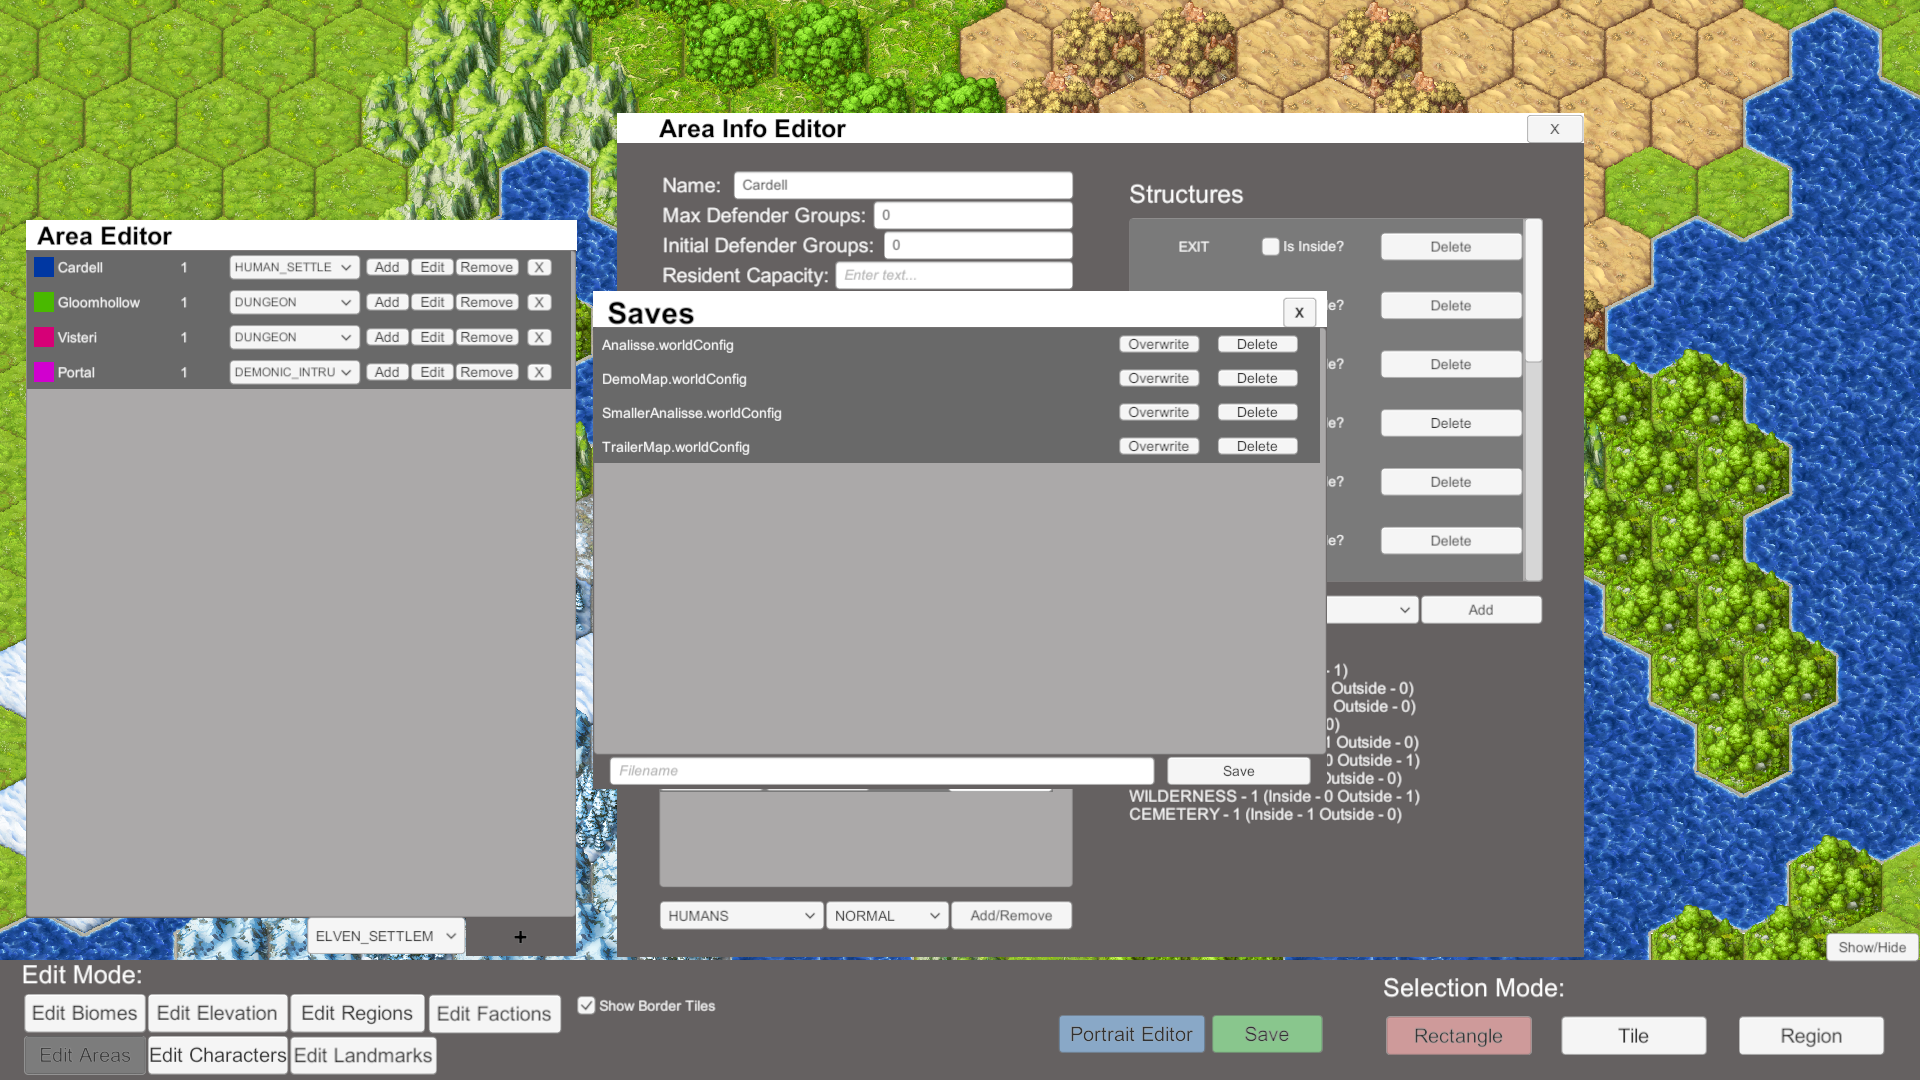 Area Info Editor X
Name: Cardell
Max Defender Groups: 0
Initial Defender Groups: 0
Resident Capacity: Enter text...
Structures
EXIT Is Inside? Delete
e? Delete
e? Delete
e? Delete
e? Delete
e? Delete
Add
- 1)
Outside - 0)
Outside - 0)
0)
1 Outside - 0)
0 Outside - 1)
Outside - 0)
WILDERNESS - 1 (Inside - 0 Outside - 1)
CEMETERY - 1 (Inside - 1 Outside - 0)
HUMANS NORMAL Add/Remove
Area Editor
Cardell 1 HUMAN_SETTLE Add Edit Remove X
Gloomhollow 1 DUNGEON Add Edit Remove X
Visteri 1 DUNGEON Add Edit Remove X
Portal 1 DEMONIC_INTRU Add Edit Remove X
ELVEN_SETTLEM +
Saves X
Analisse.worldConfig Overwrite Delete
DemoMap.worldConfig Overwrite Delete
SmallerAnalisse.worldConfig Overwrite Delete
TrailerMap.worldConfig Overwrite Delete
Filename Save
Show/Hide
Edit Mode:
Edit Biomes Edit Elevation Edit Regions Edit Factions
Edit Areas Edit Characters Edit Landmarks
Show Border Tiles
Portrait Editor Save
Selection Mode:
Rectangle Tile Region